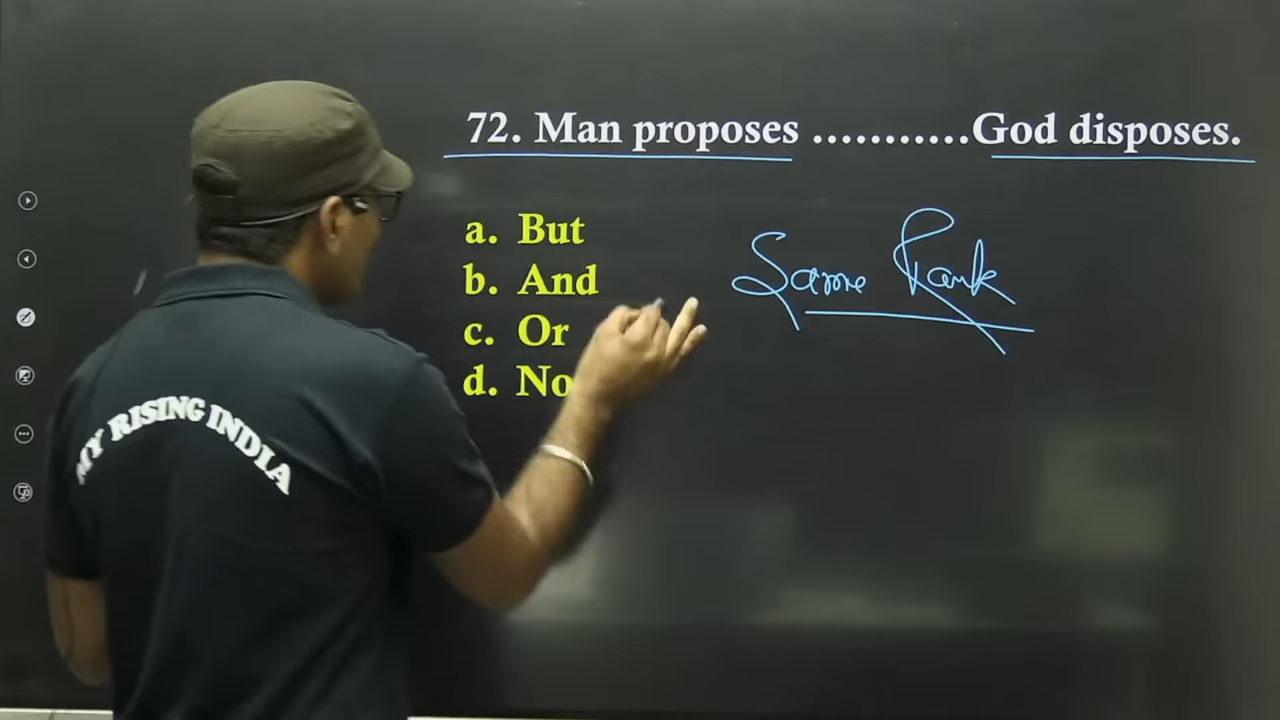 72. Man proposes ...........God disposes.
a. But
b. And
c. Or
d. No
Same Rank
MY RISING INDIA